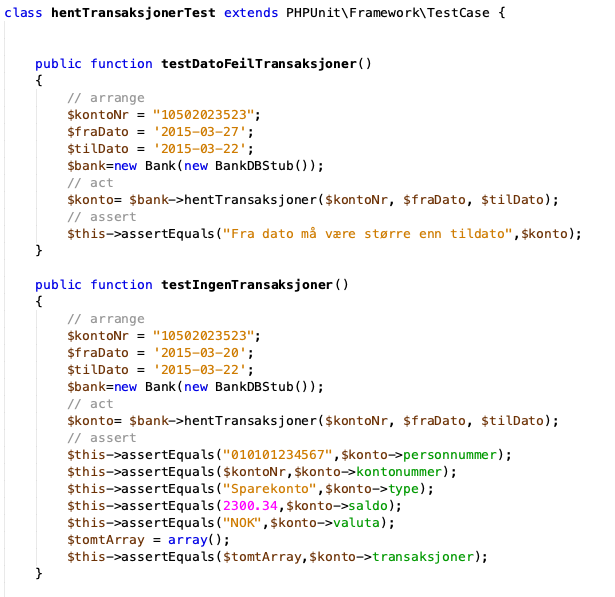 class hentTransaksjonerTest extends PHPUnit\Framework\TestCase {
public function testDatoFeilTransaksjoner()
{
// arrange
$kontoNr = "10502023523";
$fraDato = '2015-03-27';
$tilDato = '2015-03-22';
$bank=new Bank(new BankDBStub());
// act
$konto= $bank->hentTransaksjoner($kontoNr, $fraDato, $tilDato);
// assert
$this->assertEquals("Fra dato må være større enn tildato",$konto);
}
public function testIngenTransaksjoner()
{
// arrange
$kontoNr = "10502023523";
$fraDato = '2015-03-20';
$tilDato = '2015-03-22';
$bank=new Bank(new BankDBStub());
// act
$konto= $bank->hentTransaksjoner($kontoNr, $fraDato, $tilDato);
// assert
$this->assertEquals("010101234567",$konto->personnummer);
$this->assertEquals($kontoNr,$konto->kontonummer);
$this->assertEquals("Sparekonto",$konto->type);
$this->assertEquals(2300.34,$konto->saldo);
$this->assertEquals("NOK",$konto->valuta);
$tomtArray = array();
$this->assertEquals($tomtArray,$konto->transaksjoner);
}